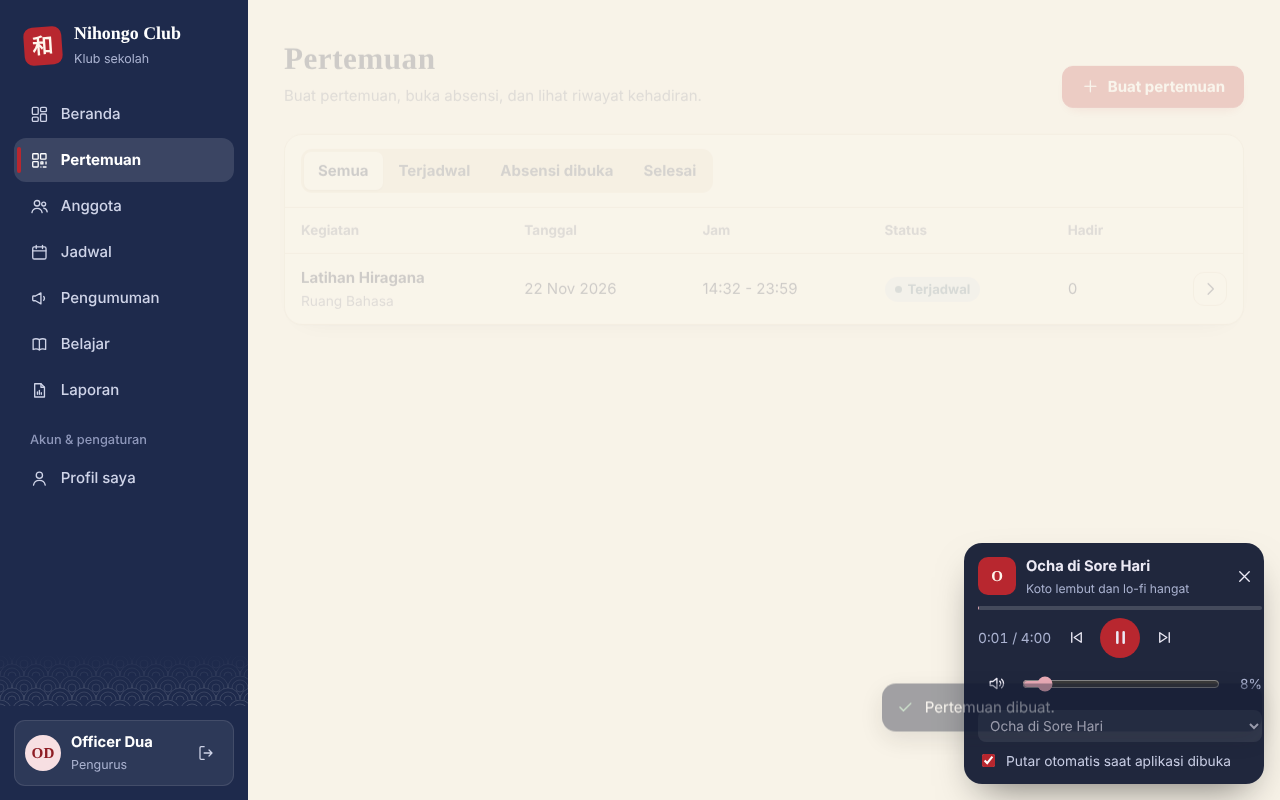 和
Nihongo Club
Klub sekolah
Beranda
Pertemuan
Anggota
Jadwal
Pengumuman
Belajar
Laporan
Akun & pengaturan
Profil saya
OD
Officer Dua
Pengurus
Pertemuan
Buat pertemuan, buka absensi, dan lihat riwayat kehadiran.
Buat pertemuan
Semua Terjadwal Absensi dibuka Selesai
Kegiatan Tanggal Jam Status Hadir
Latihan Hiragana 22 Nov 2026 14:32 - 23:59 Terjadwal 0
Ruang Bahasa
O
Ocha di Sore Hari
Koto lembut dan lo-fi hangat
0:01 / 4:00
8%
Pertemuan dibuat.
Ocha di Sore Hari
Putar otomatis saat aplikasi dibuka